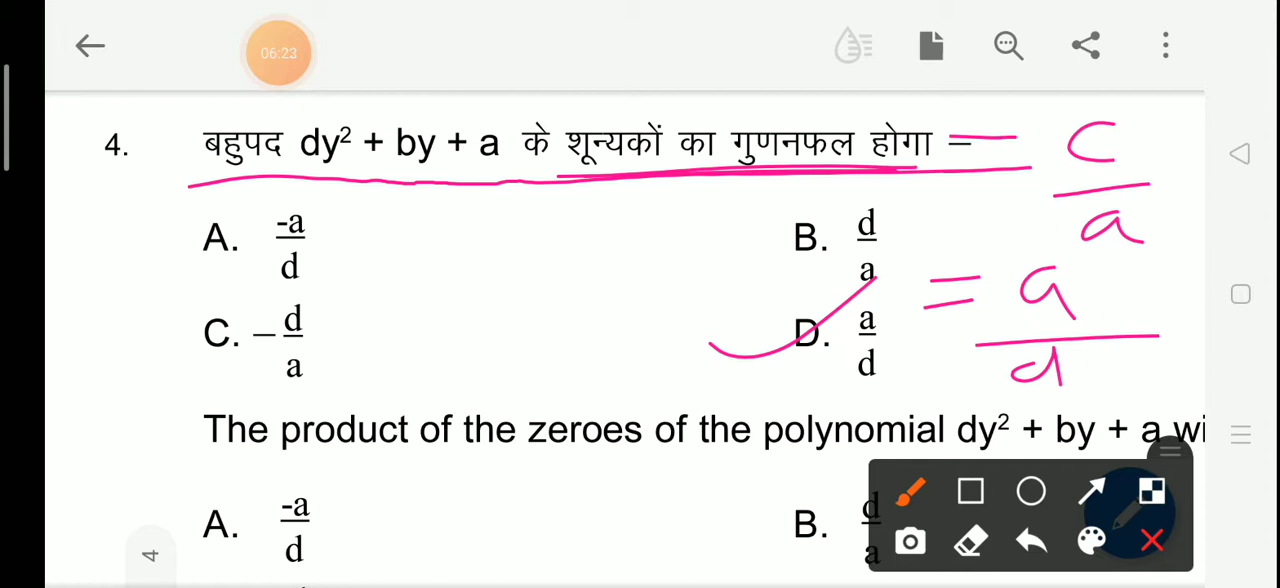 06:23
4. बहुपद dy² + by + a के शून्यकों का गुणनफल होगा – = c/a
A. -a/d B. d/a
= a/d
C. – d/a D. a/d
The product of the zeroes of the polynomial dy² + by + a wi
A. -a/d B. d/a
4